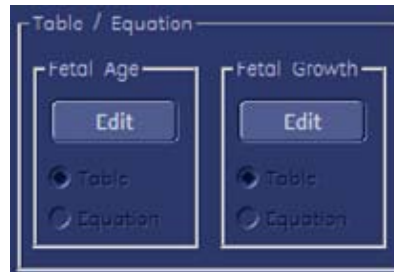 Table / Equation
Fetal Age
Edit
Table
Equation
Fetal Growth
Edit
Table
Equation